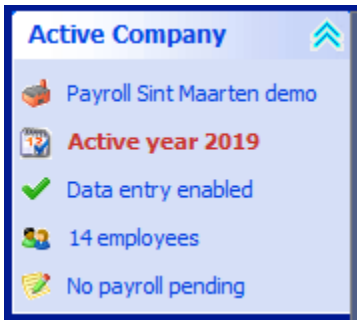 Active Company
Payroll Sint Maarten demo
Active year 2019
Data entry enabled
14 employees
No payroll pending